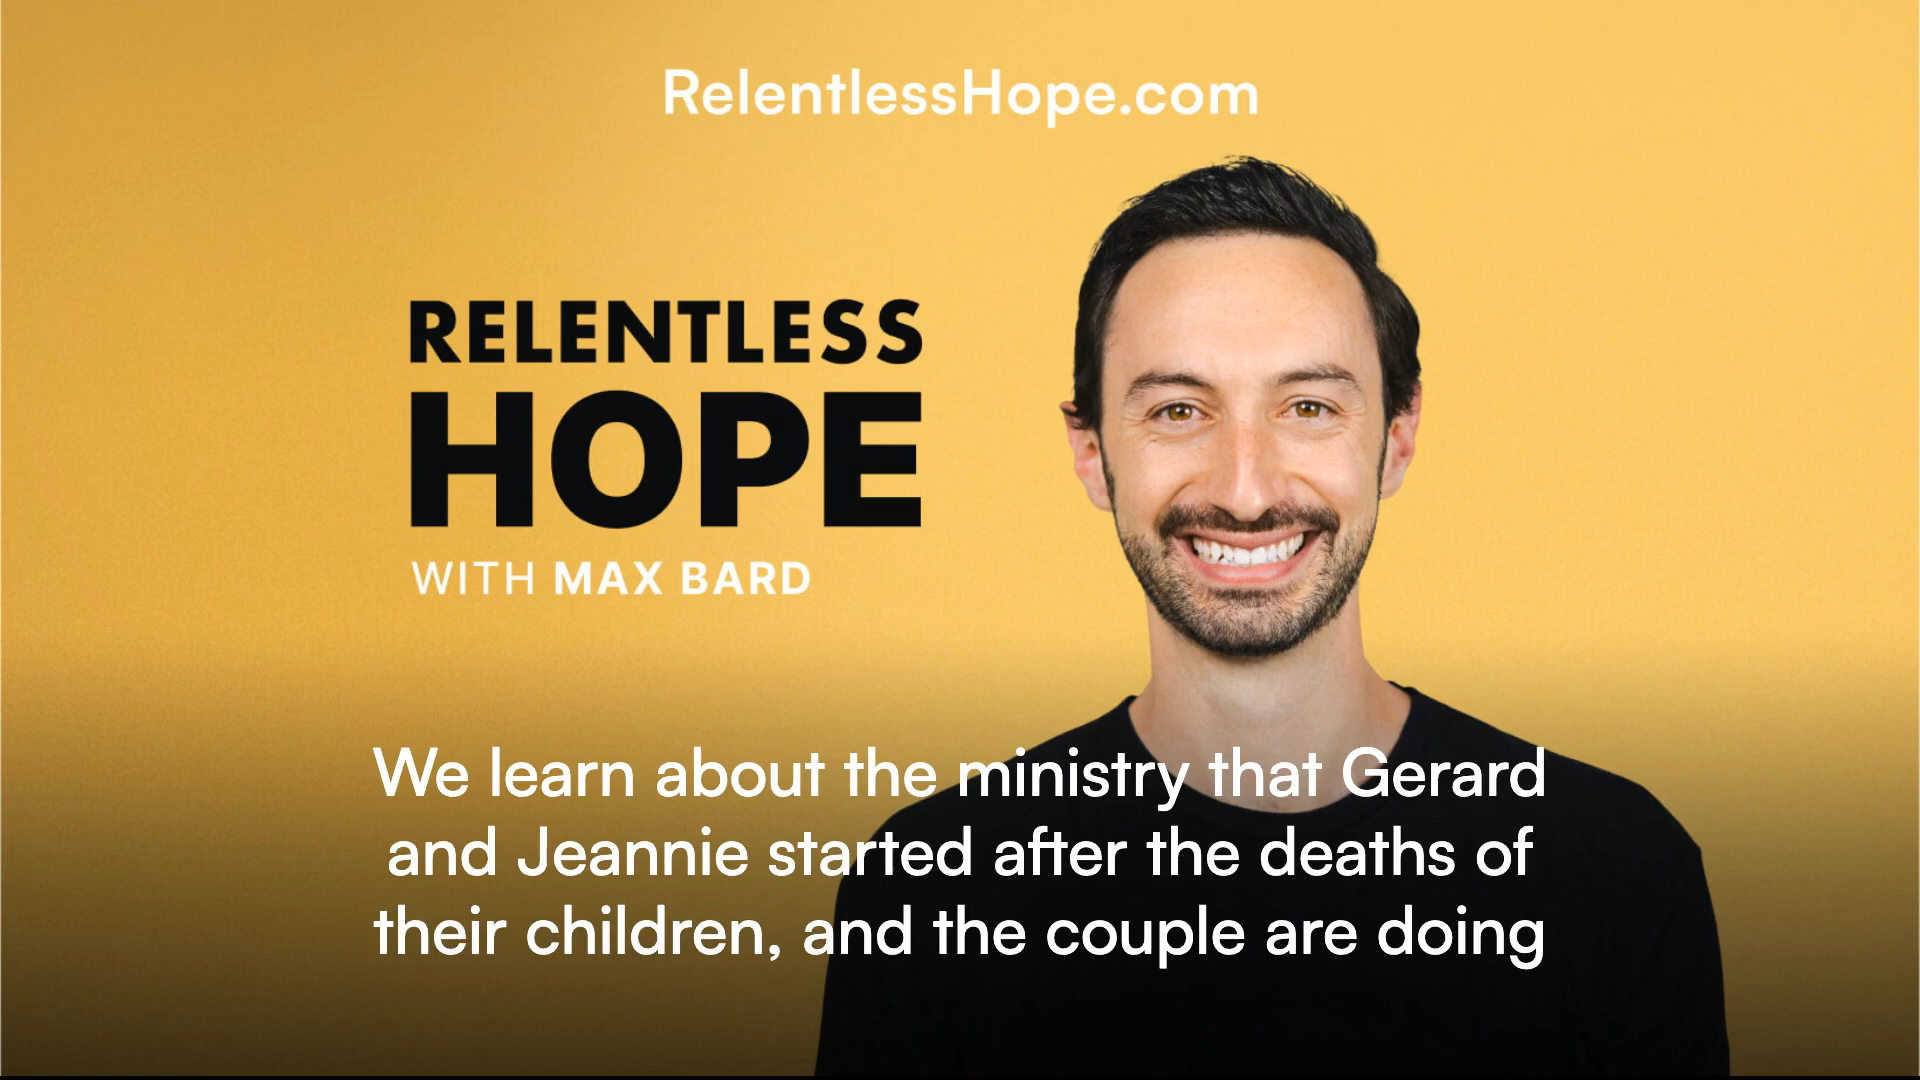 RelentlessHope.com
RELENTLESS
HOPE
WITH MAX BARD
We learn about the ministry that Gerard
and Jeannie started after the deaths of
their children, and the couple are doing